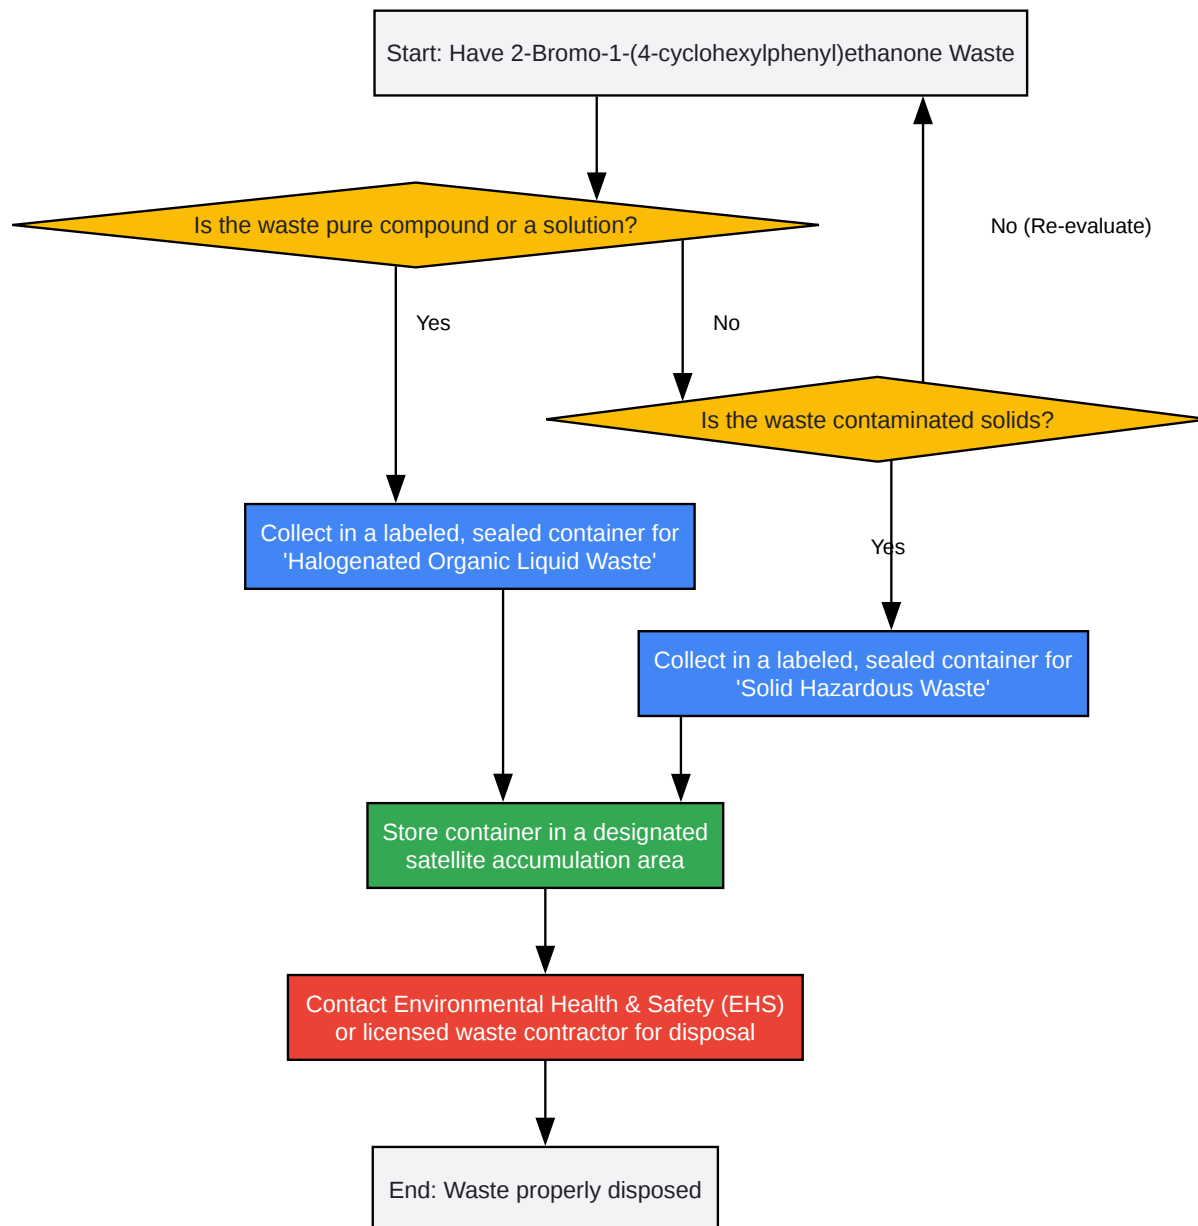 Start: Have 2-Bromo-1-(4-cyclohexylphenyl)ethanone Waste
Is the waste pure compound or a solution?
No (Re-evaluate)
Yes
No
Is the waste contaminated solids?
Collect in a labeled, sealed container for
'Halogenated Organic Liquid Waste'
Yes
Collect in a labeled, sealed container for
'Solid Hazardous Waste'
Store container in a designated
satellite accumulation area
Contact Environmental Health & Safety (EHS)
or licensed waste contractor for disposal
End: Waste properly disposed